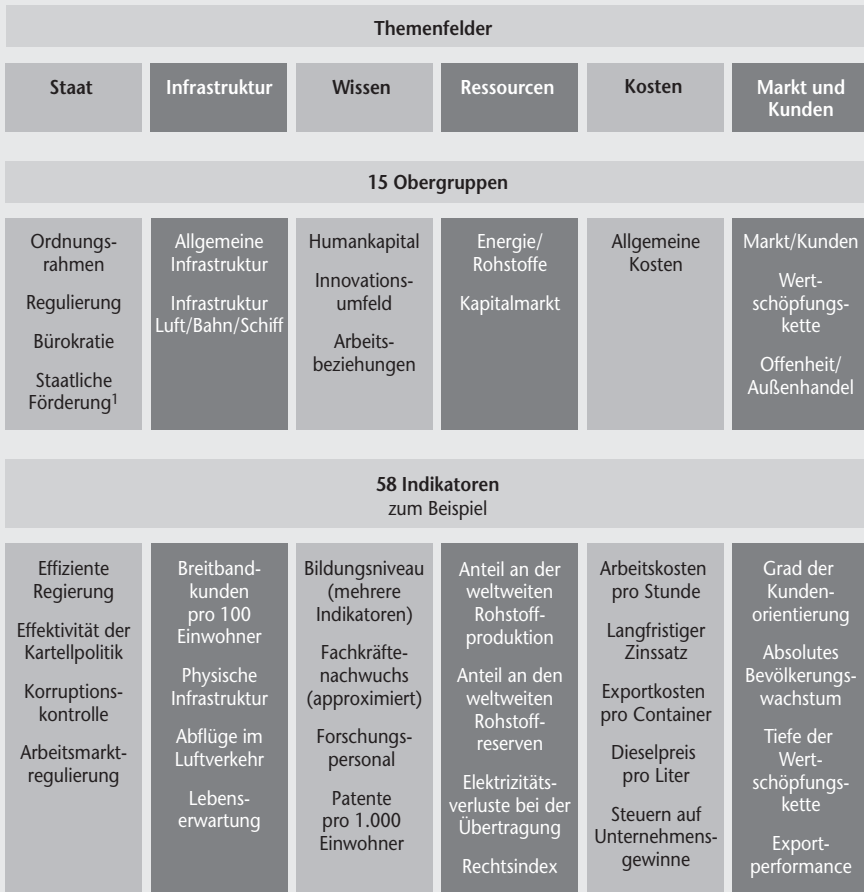 Themenfelder
Staat
Infrastruktur
Wissen
Ressourcen
Kosten
Markt und
Kunden
15 Obergruppen
Ordnungs-
rahmen
Regulierung
Bürokratie
Staatliche
Förderung¹
Allgemeine
Infrastruktur
Infrastruktur
Luft/Bahn/Schiff
Humankapital
Innovations-
umfeld
Arbeits-
beziehungen
Energie/
Rohstoffe
Kapitalmarkt
Allgemeine
Kosten
Markt/Kunden
Wert-
schöpfungs-
kette
Offenheit/
Außenhandel
58 Indikatoren
zum Beispiel
Effiziente
Regierung
Effektivität der
Kartellpolitik
Korruptions-
kontrolle
Arbeitsmarkt-
regulierung
Breitband-
kunden
pro 100
Einwohner
Physische
Infrastruktur
Abflüge im
Luftverkehr
Lebens-
erwartung
Bildungsniveau
(mehrere
Indikatoren)
Fachkräfte-
nachwuchs
(approximiert)
Forschungs-
personal
Patente
pro 1.000
Einwohner
Anteil an der
weltweiten
Rohstoff-
produktion
Anteil an den
weltweiten
Rohstoff-
reserven
Elektrizitäts-
verluste bei der
Übertragung
Rechtsindex
Arbeitskosten
pro Stunde
Langfristiger
Zinssatz
Exportkosten
pro Container
Dieselpreis
pro Liter
Steuern auf
Unternehmens-
gewinne
Grad der
Kunden-
orientierung
Absolutes
Bevölkerungs-
wachstum
Tiefe der
Wert-
schöpfungs-
kette
Export-
performance